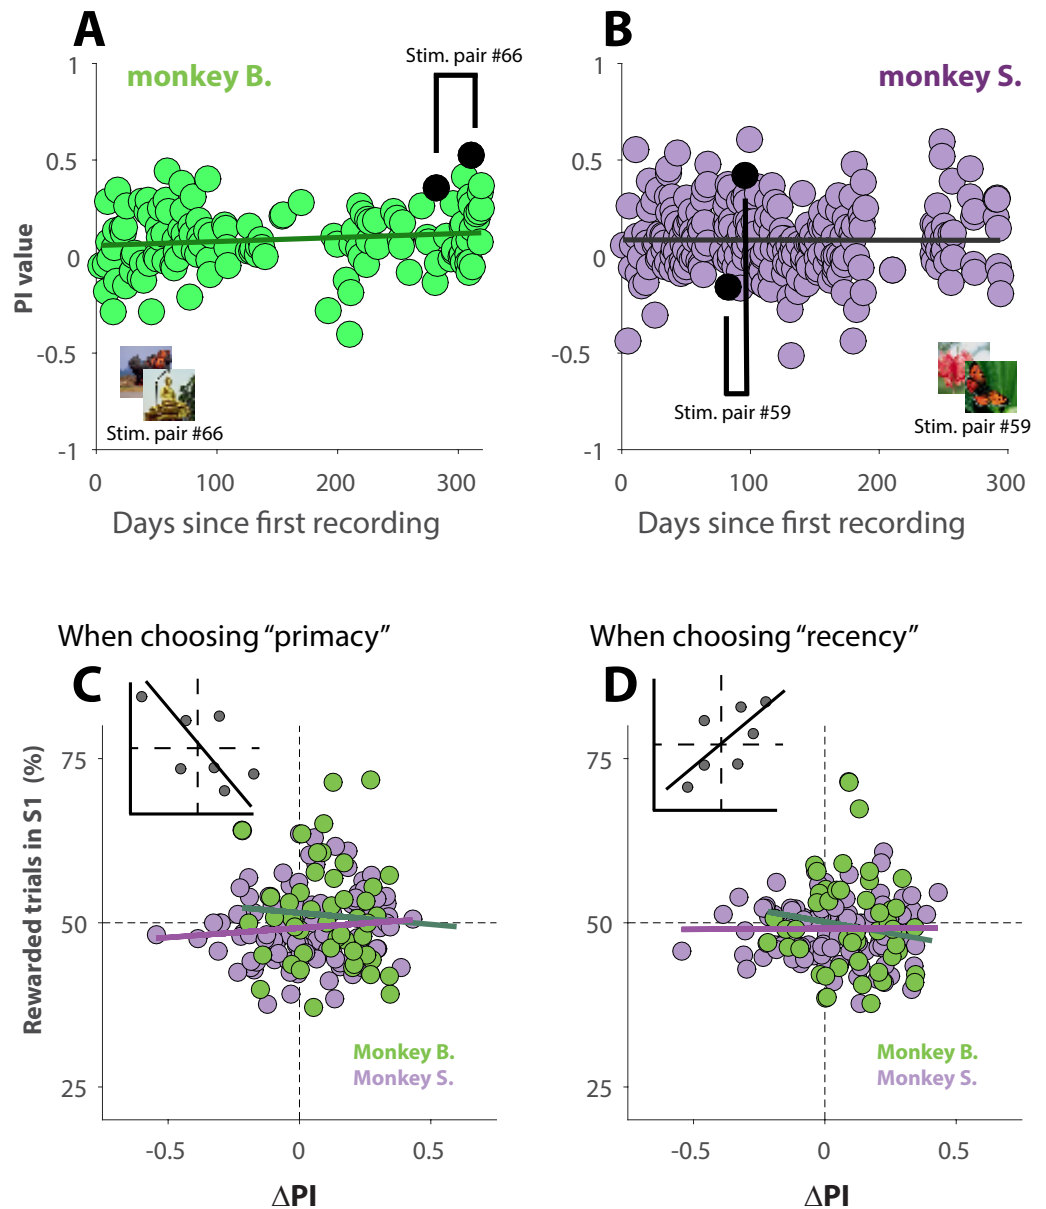 A
B
Stim. pair #66
monkey B.
monkey S.
PI value
1
0.5
0
-0.5
-1
Stim. pair #66
0
100
200
300
Days since first recording
1
0.5
0
-0.5
-1
Stim. pair #59
Stim. pair #59
0
100
200
300
Days since first recording
When choosing “primacy”
When choosing “recency”
C
D
Rewarded trials in S1 (%)
75
50
25
Monkey B.
Monkey S.
-0.5
0
0.5
ΔPI
75
50
25
Monkey B.
Monkey S.
-0.5
0
0.5
ΔPI